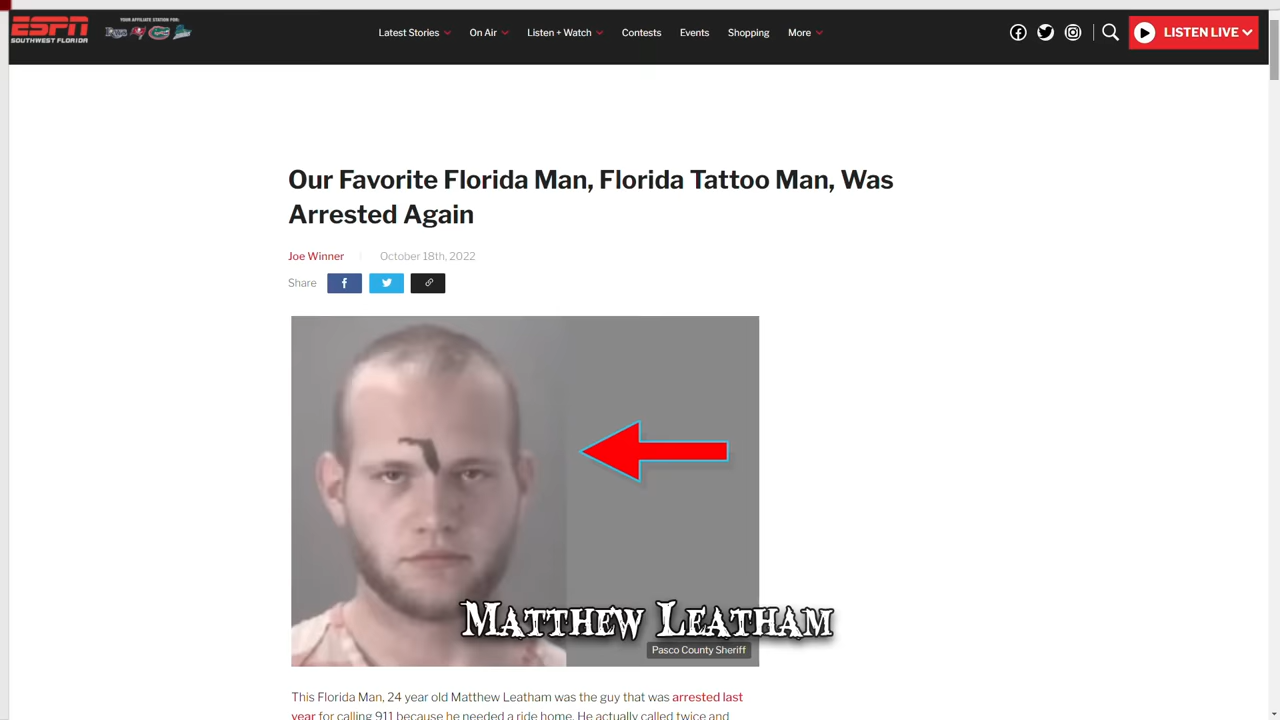 ESPN
SOUTHWEST FLORIDA
YOUR AFFILIATE STATION FOR:
Latest Stories
On Air
Listen + Watch
Contests
Events
Shopping
More
LISTEN LIVE
Our Favorite Florida Man, Florida Tattoo Man, Was
Arrested Again
Joe Winner
October 18th, 2022
Share
Matthew Leatham
Pasco County Sheriff
This Florida Man, 24 year old Matthew Leatham was the guy that was arrested last
year for calling 911 because he needed a ride home. He actually called twice and